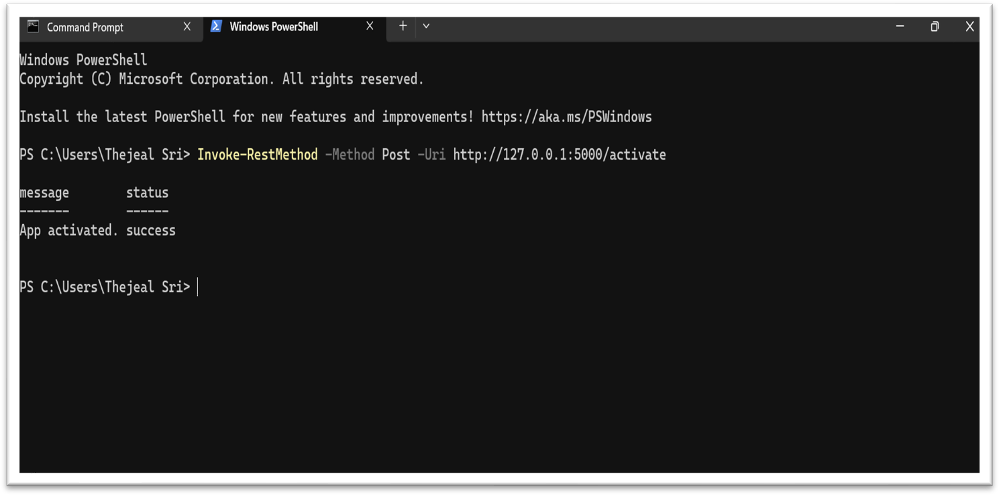 Command Prompt
Windows PowerShell
Windows PowerShell
Copyright (C) Microsoft Corporation. All rights reserved.
Install the latest PowerShell for new features and improvements! https://aka.ms/PSWindows
PS C:\Users\Thejeal Sri> Invoke-RestMethod -Method Post -Uri http://127.0.0.1:5000/activate
message        status
-------        ------
App activated. success
PS C:\Users\Thejeal Sri>